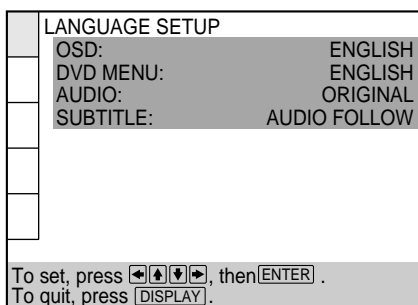 LANGUAGE SETUP
OSD: ENGLISH
DVD MENU: ENGLISH
AUDIO: ORIGINAL
SUBTITLE: AUDIO FOLLOW
To set, press ←↑↓→, then ENTER .
To quit, press DISPLAY.